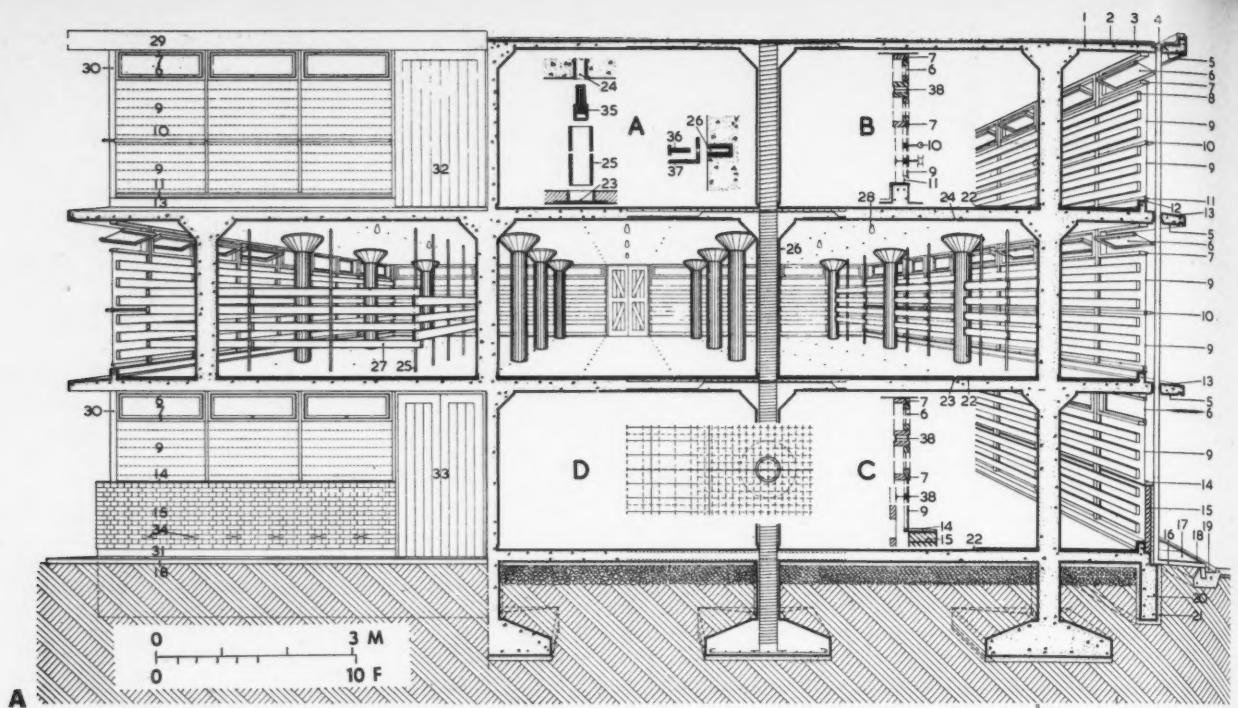 1 2 3 4
29
30 7 6 9 10 9 11 13 32
24 35 A 25 23 26 36 37
7 6 38 B 7 10 9 11 28 24 22
5 6 7 8 9 10 9 11 12 13
5 6 7 9 10 9 13
26
27 25
23 22
30 6 7 9 14 15 34 31 18 33
D
7 6 38 C 7 38 9 14 15 22
5 6 9 14 15 16 17 18 19 20 21
0 3 M
0 10 F
A